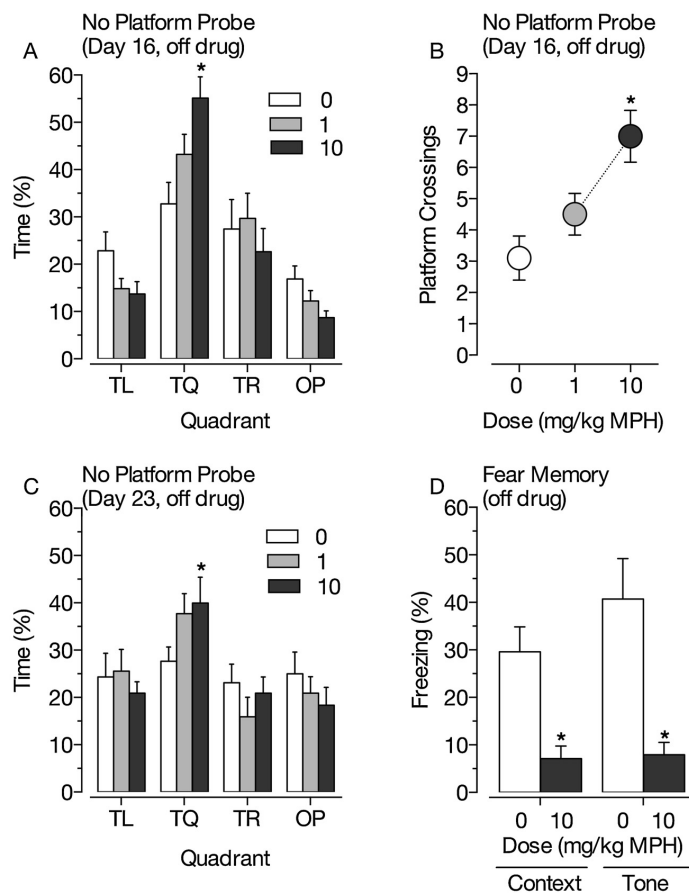 No Platform Probe
A (Day 16, off drug)
60
50
40
30
20
10
0
Time (%)
*
0
1
10
TL TQ TR OP
Quadrant
No Platform Probe
B (Day 16, off drug)
9
8
7
6
5
4
3
2
1
0
Platform Crossings
*
0 1 10
Dose (mg/kg MPH)
No Platform Probe
C (Day 23, off drug)
60
50
40
30
20
10
0
Time (%)
*
0
1
10
TL TQ TR OP
Quadrant
Fear Memory
D (off drug)
60
50
40
30
20
10
0
Freezing (%)
* *
0 10 0 10
Dose (mg/kg MPH)
Context Tone